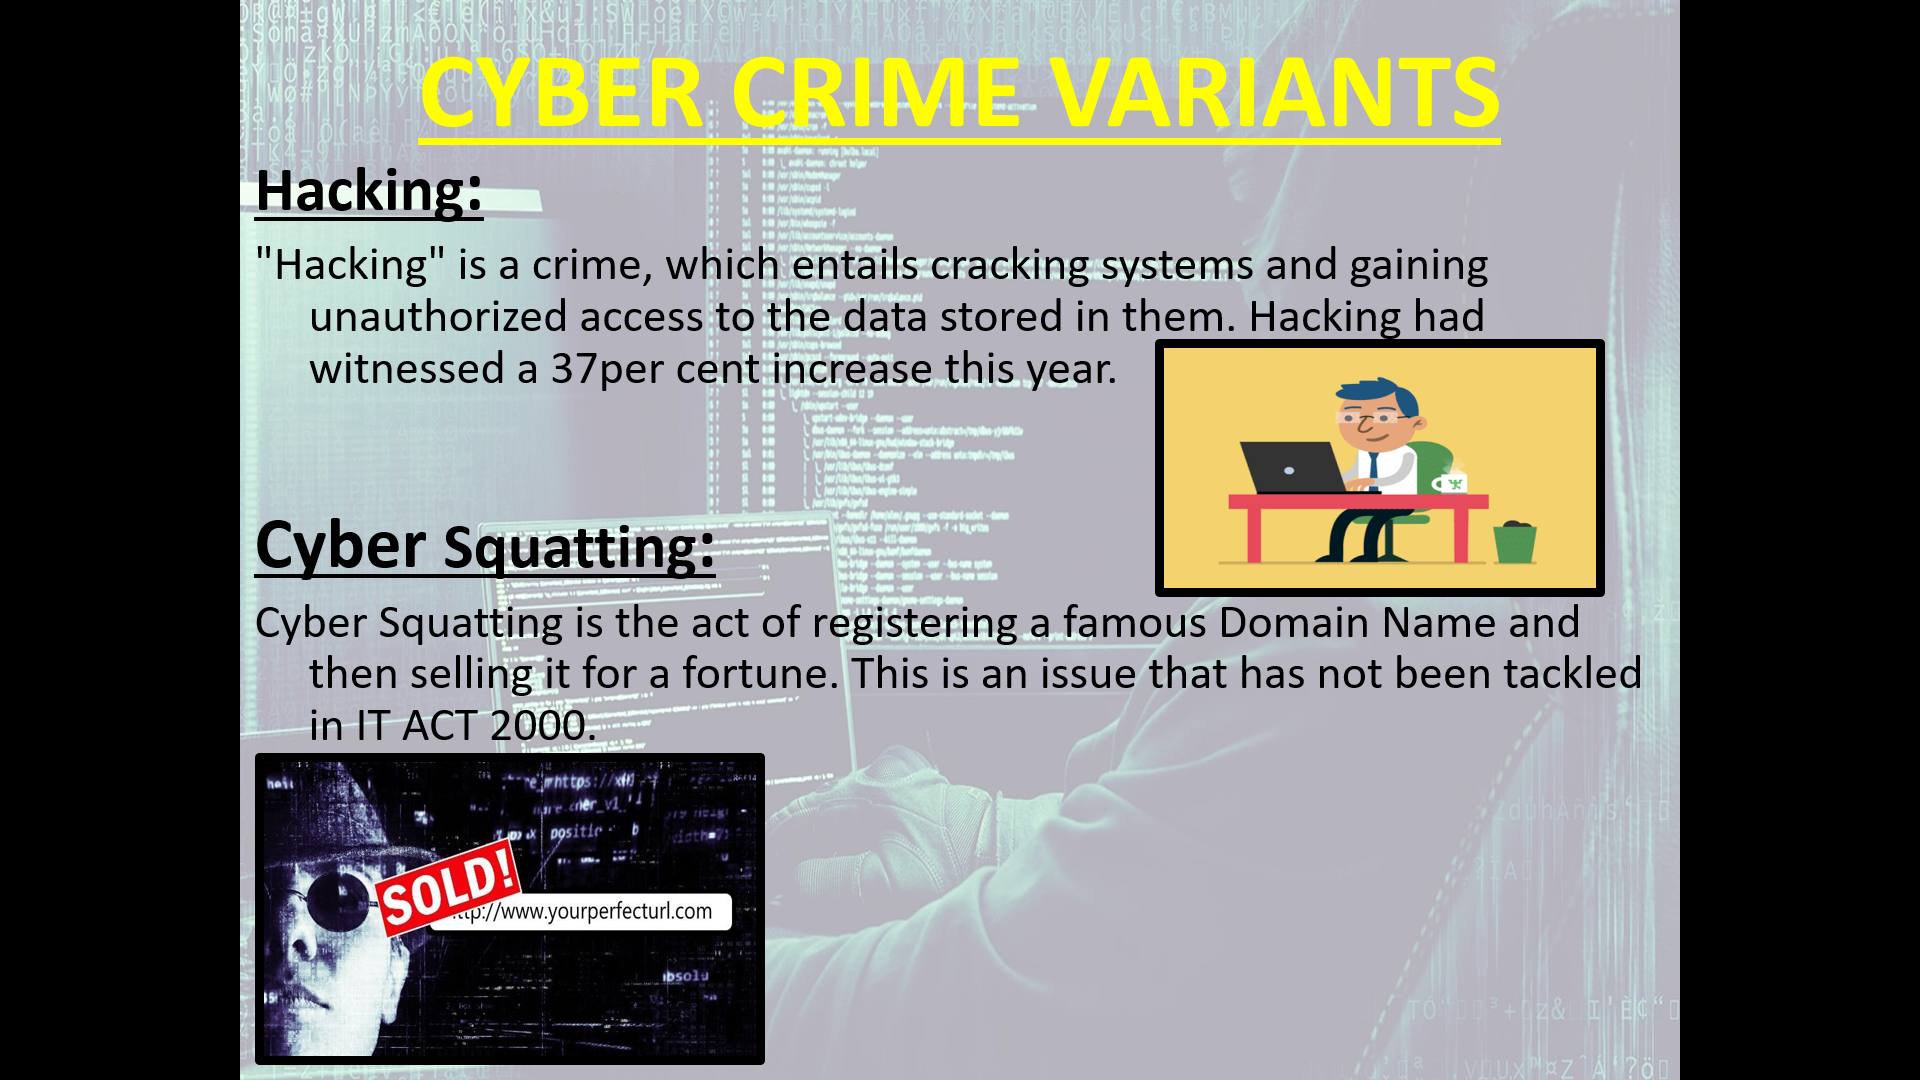 CYBER CRIME VARIANTS
Hacking:
"Hacking" is a crime, which entails cracking systems and gaining
unauthorized access to the data stored in them. Hacking had
witnessed a 37per cent increase this year.
Cyber Squatting:
Cyber Squatting is the act of registering a famous Domain Name and
then selling it for a fortune. This is an issue that has not been tackled
in IT ACT 2000.
SOLD!
http://www.yourperfecturl.com